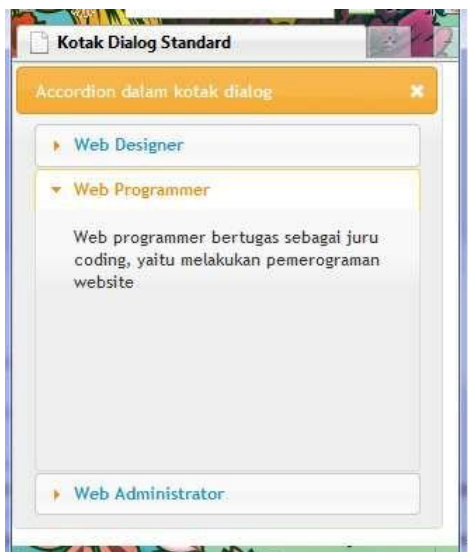 Kotak Dialog Standard
Accordion dalam kotak dialog
Web Designer
Web Programmer
Web programmer bertugas sebagai juru
coding, yaitu melakukan pemerograman
website
Web Administrator